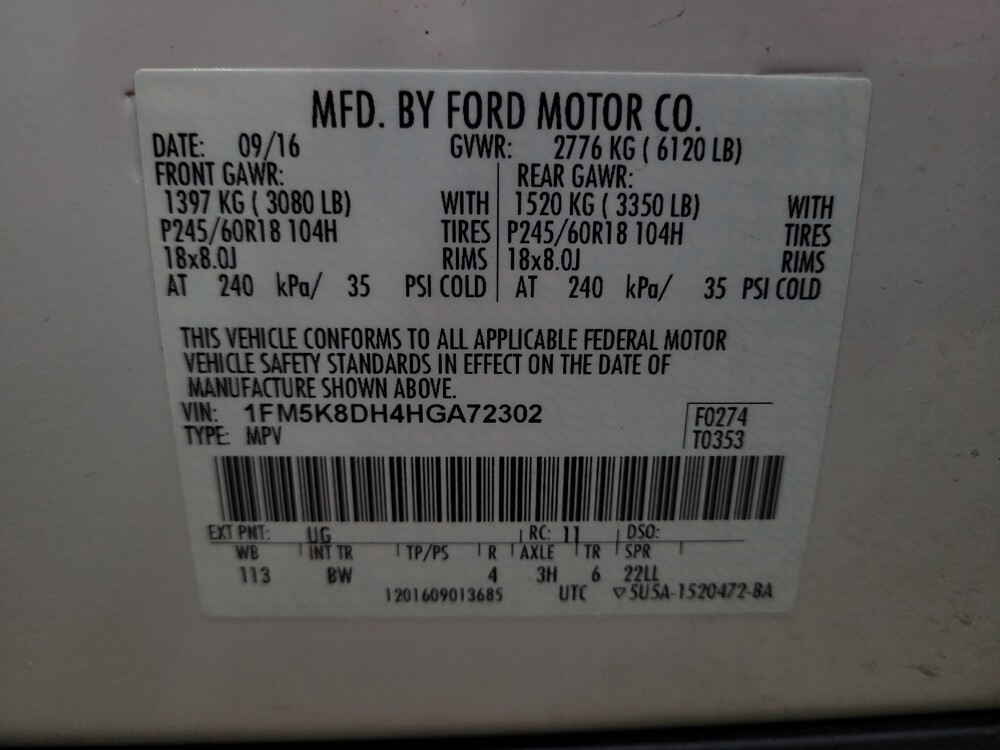 MFD. BY FORD MOTOR CO.
DATE: 09/16 GVWR: 2776 KG ( 6120 LB)
FRONT GAWR: REAR GAWR:
1397 KG ( 3080 LB) WITH 1520 KG ( 3350 LB) WITH
P245/60R18 104H TIRES P245/60R18 104H TIRES
18x8.0J RIMS 18x8.0J RIMS
AT 240 kPa/ 35 PSI COLD AT 240 kPa/ 35 PSI COLD
THIS VEHICLE CONFORMS TO ALL APPLICABLE FEDERAL MOTOR
VEHICLE SAFETY STANDARDS IN EFFECT ON THE DATE OF
MANUFACTURE SHOWN ABOVE.
VIN: 1FM5K8DH4HGA72302 F0274
TYPE: MPV T0353
EXT PNT: UG RC: 11 DSO:
WB INT TR TP/PS R AXLE TR SPR
113 BW 4 3H 6 22LL
1201609013685 UTC ▽5U5A-1520472-BA